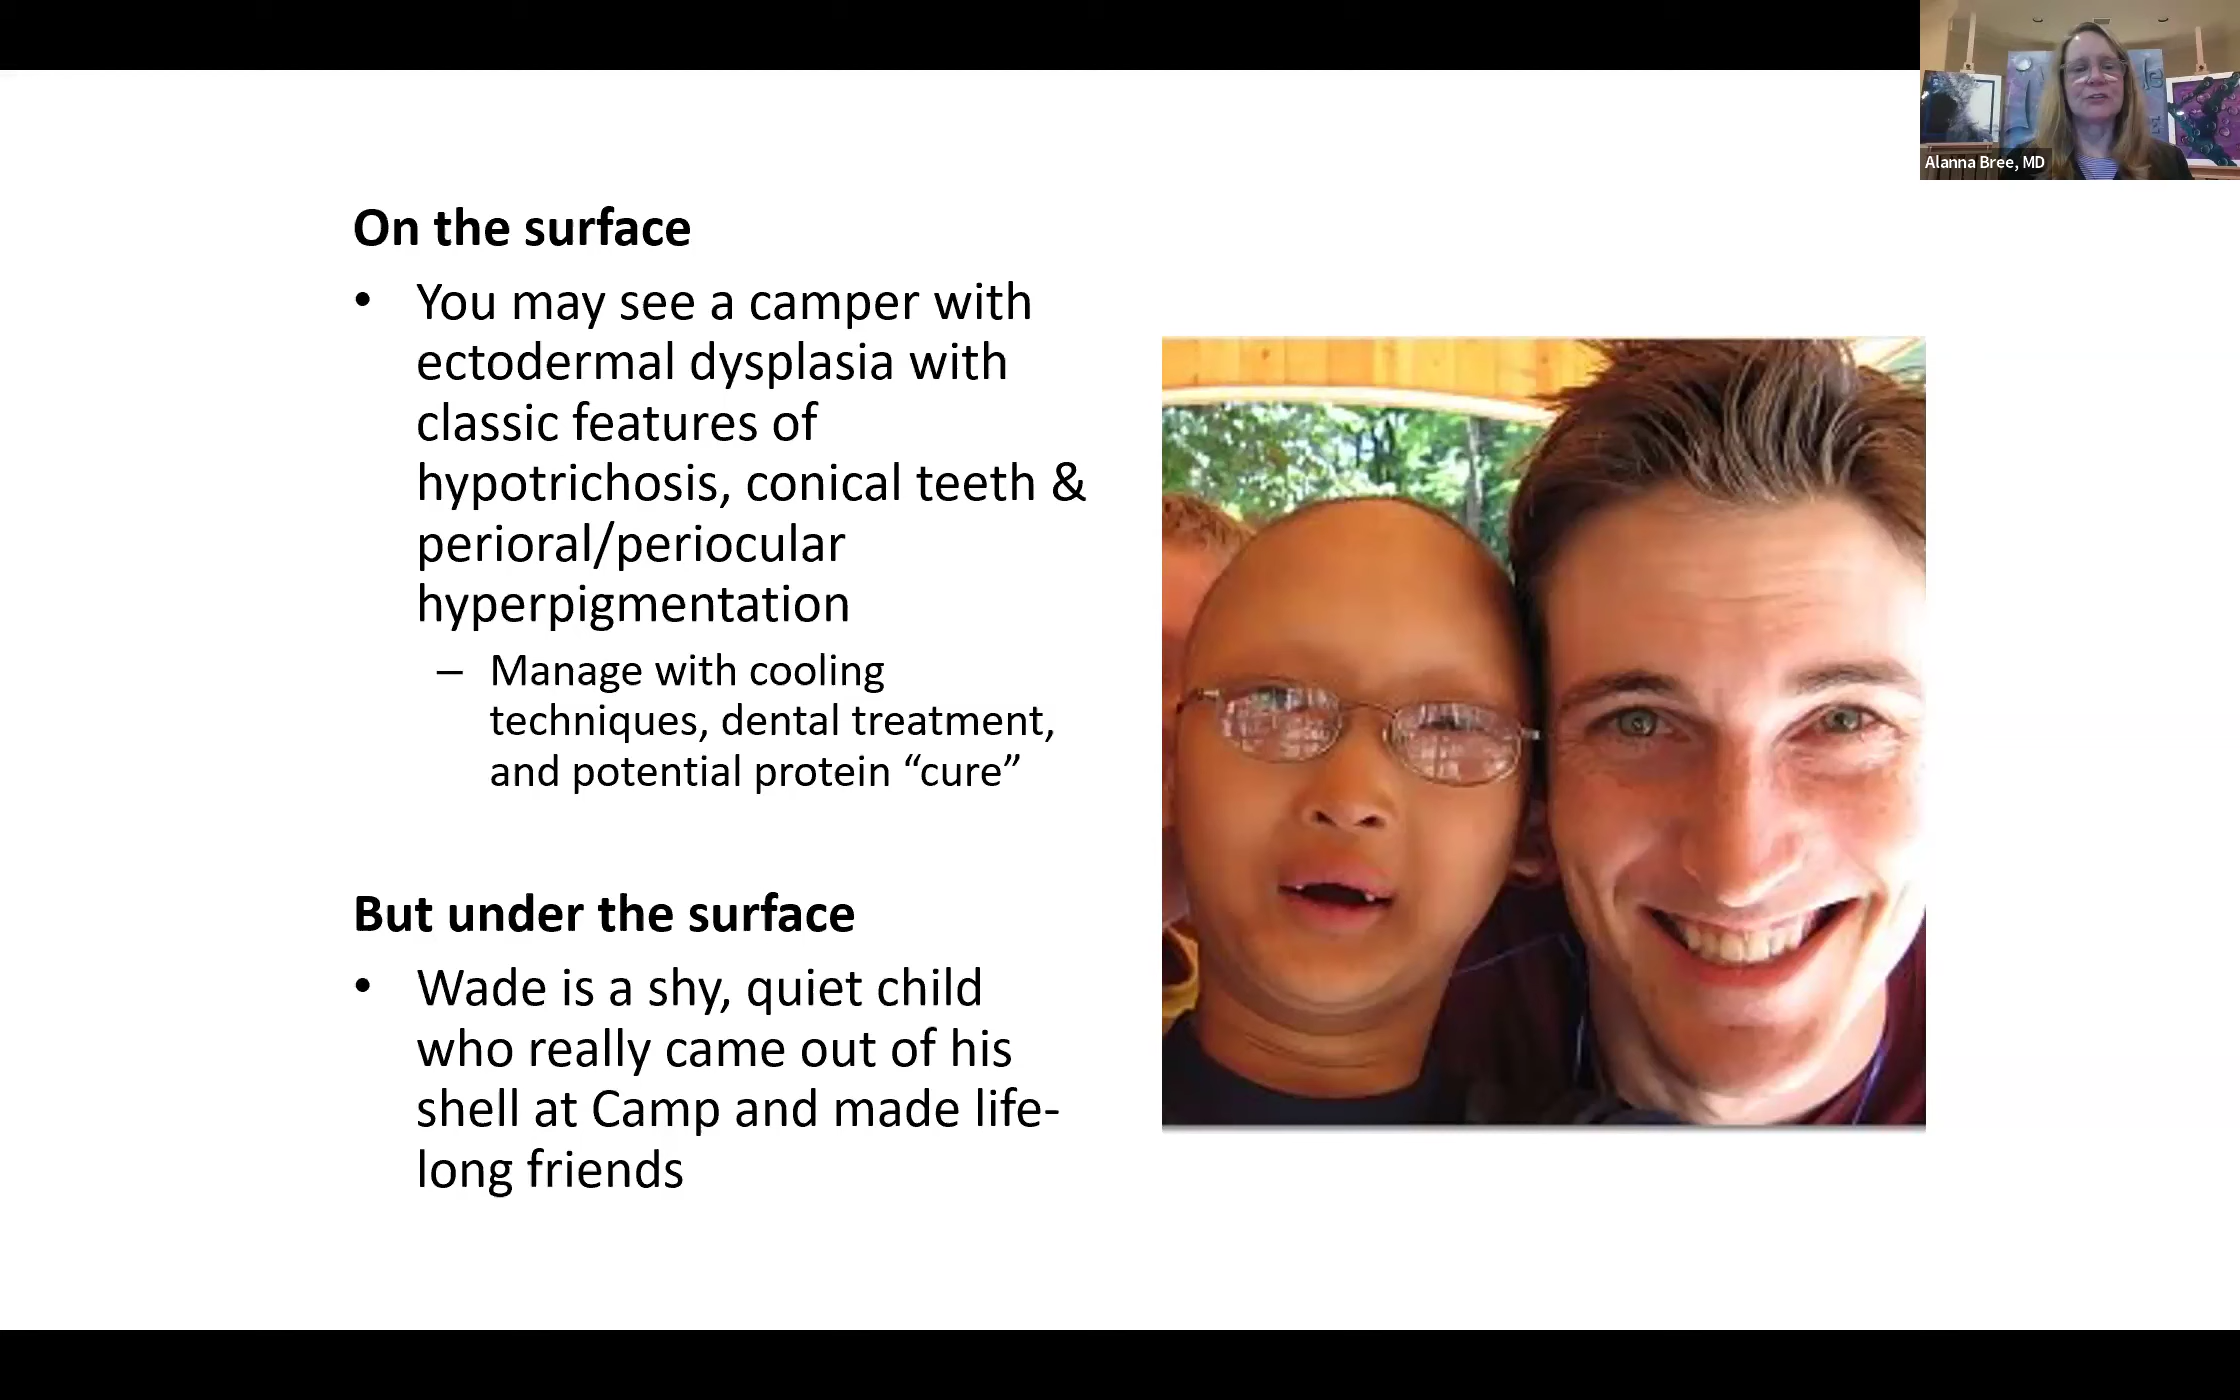 Alanna Bree, MD
On the surface
• You may see a camper with
ectodermal dysplasia with
classic features of
hypotrichosis, conical teeth &
perioral/periocular
hyperpigmentation
– Manage with cooling
techniques, dental treatment,
and potential protein “cure”
But under the surface
• Wade is a shy, quiet child
who really came out of his
shell at Camp and made life-
long friends